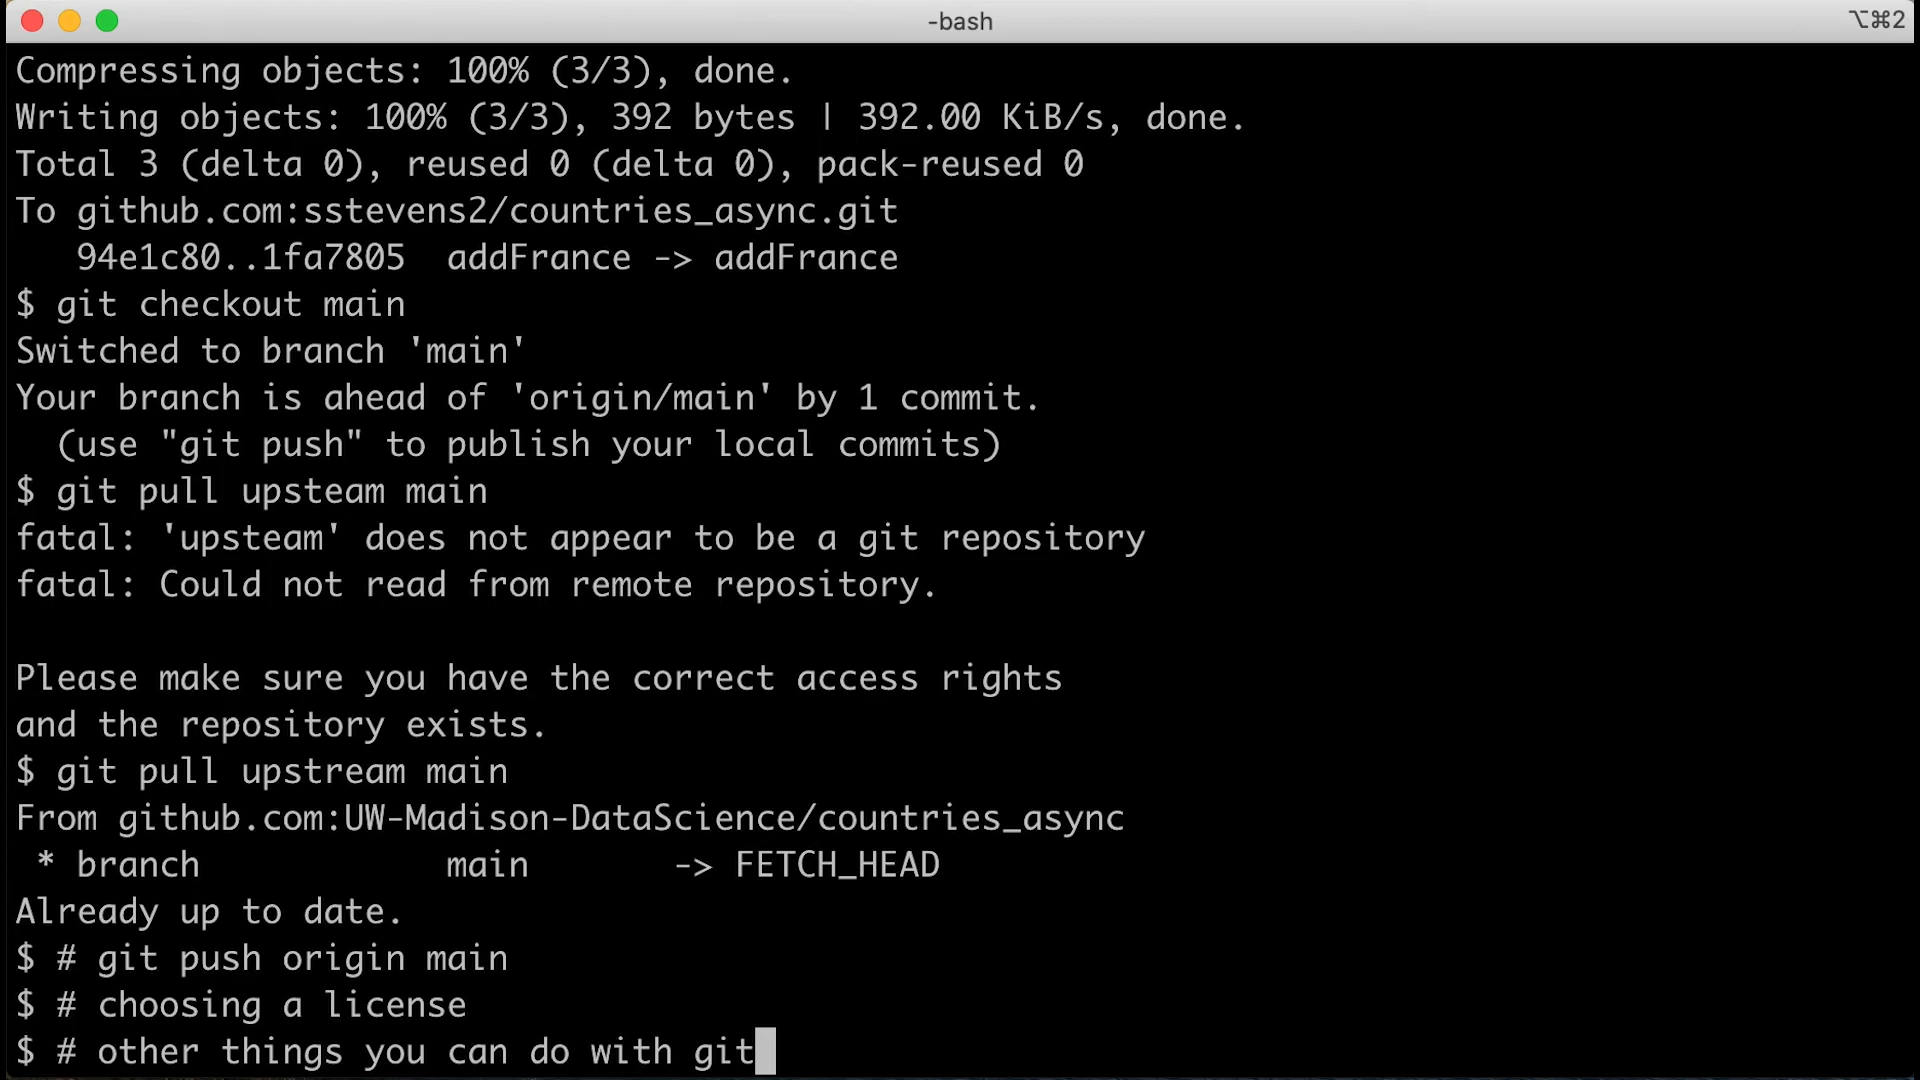 -bash
⌥⌘2
Compressing objects: 100% (3/3), done.
Writing objects: 100% (3/3), 392 bytes | 392.00 KiB/s, done.
Total 3 (delta 0), reused 0 (delta 0), pack-reused 0
To github.com:sstevens2/countries_async.git
   94e1c80..1fa7805  addFrance -> addFrance
$ git checkout main
Switched to branch 'main'
Your branch is ahead of 'origin/main' by 1 commit.
  (use "git push" to publish your local commits)
$ git pull upsteam main
fatal: 'upsteam' does not appear to be a git repository
fatal: Could not read from remote repository.

Please make sure you have the correct access rights
and the repository exists.
$ git pull upstream main
From github.com:UW-Madison-DataScience/countries_async
 * branch            main       -> FETCH_HEAD
Already up to date.
$ # git push origin main
$ # choosing a license
$ # other things you can do with git